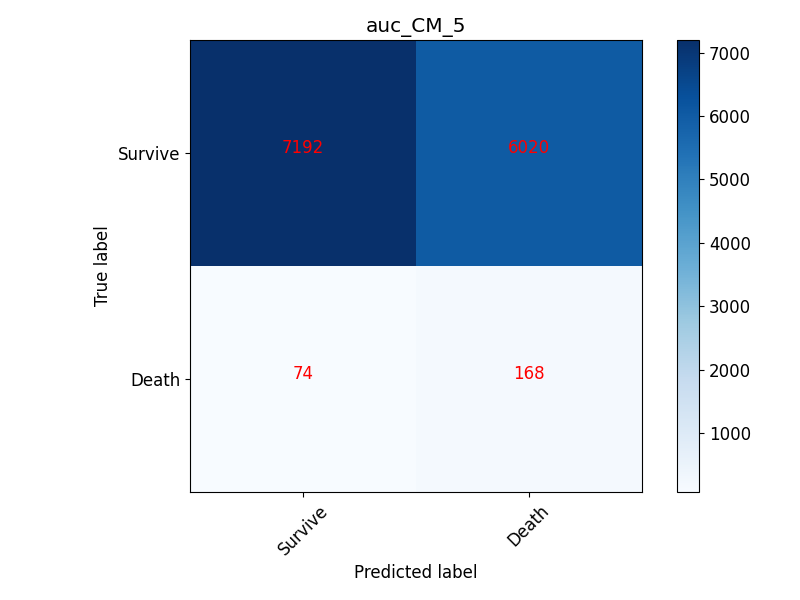 auc_CM_5
7000
6000
5000
4000
3000
2000
1000
Survive
7192
6020
Death
74
168
True label
Survive
Death
Predicted label